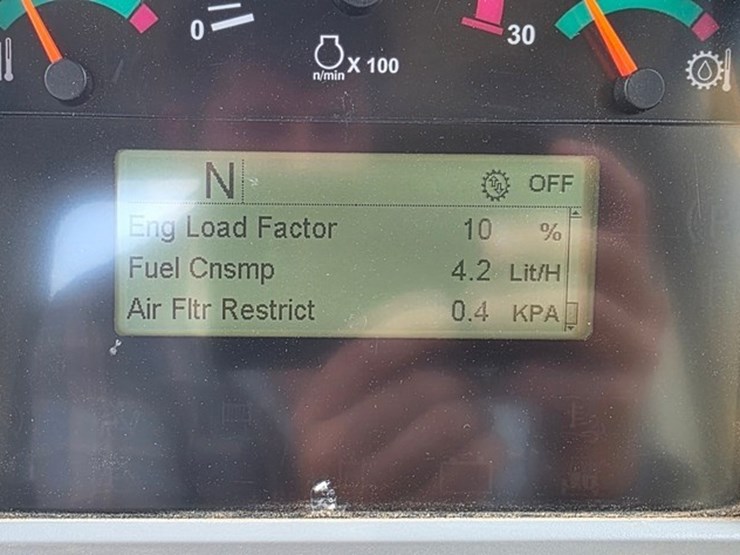 0
30
n/min X 100
N OFF
Eng Load Factor 10 %
Fuel Cnsmp 4.2 Lit/H
Air Fltr Restrict 0.4 KPA